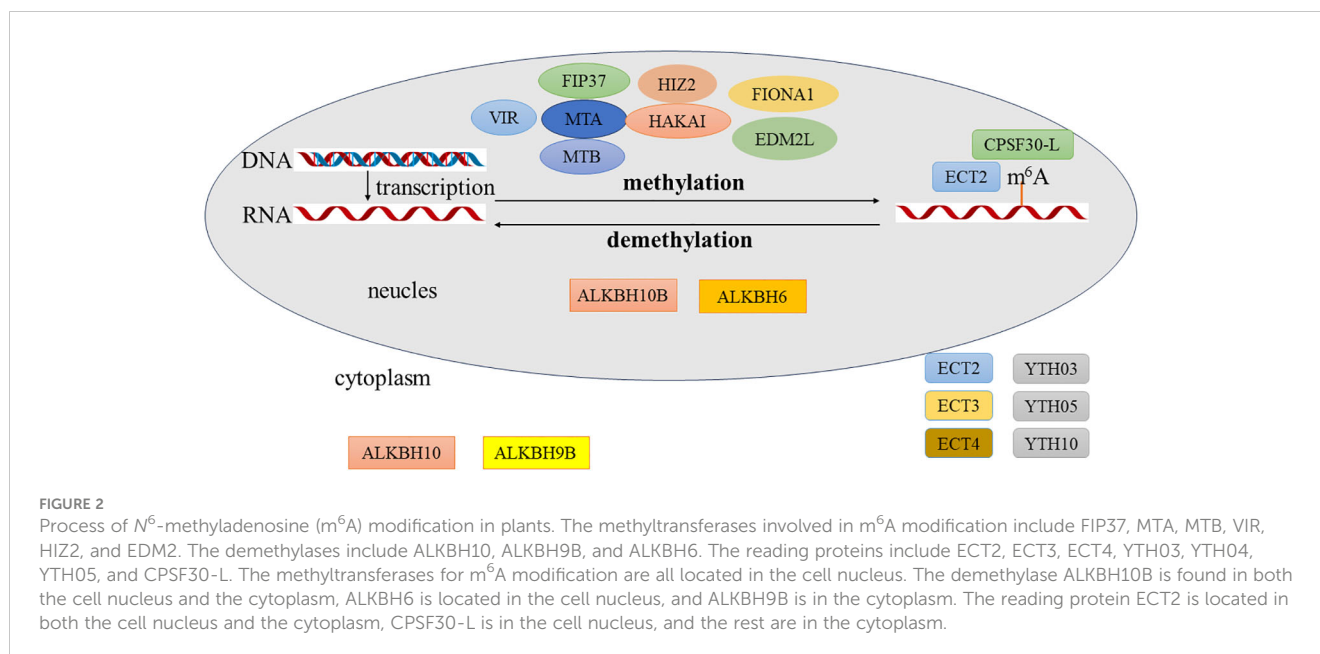 FIP37
HIZ2
FIONA1
VIR
MTA
HAKAI
EDM2L
MTB
CPSF30-L
DNA
ECT2
m⁶A
transcription
methylation
RNA
demethylation
neucles
ALKBH10B
ALKBH6
cytoplasm
ECT2
YTH03
ECT3
YTH05
ECT4
YTH10
ALKBH10
ALKBH9B
FIGURE 2
Process of N⁶-methyladenosine (m⁶A) modification in plants. The methyltransferases involved in m⁶A modification include FIP37, MTA, MTB, VIR,
HIZ2, and EDM2. The demethylases include ALKBH10, ALKBH9B, and ALKBH6. The reading proteins include ECT2, ECT3, ECT4, YTH03, YTH04,
YTH05, and CPSF30-L. The methyltransferases for m⁶A modification are all located in the cell nucleus. The demethylase ALKBH10B is found in both
the cell nucleus and the cytoplasm, ALKBH6 is located in the cell nucleus, and ALKBH9B is in the cytoplasm. The reading protein ECT2 is located in
both the cell nucleus and the cytoplasm, CPSF30-L is in the cell nucleus, and the rest are in the cytoplasm.